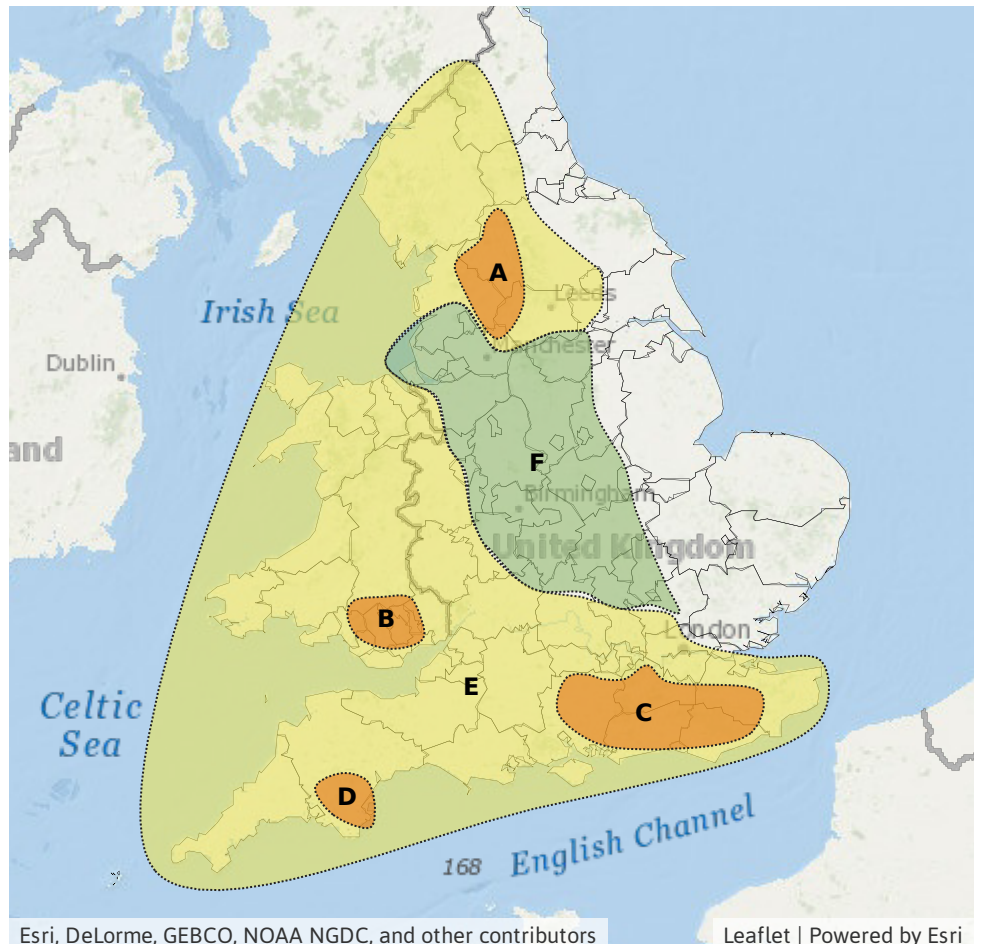 A
Leeds
Irish Sea
Manchester
Dublin
and
F
Birmingham
United Kingdom
B
London
E
Celtic
Sea
C
D
English Channel
168
Esri, DeLorme, GEBCO, NOAA NGDC, and other contributors
Leaflet | Powered by Esri